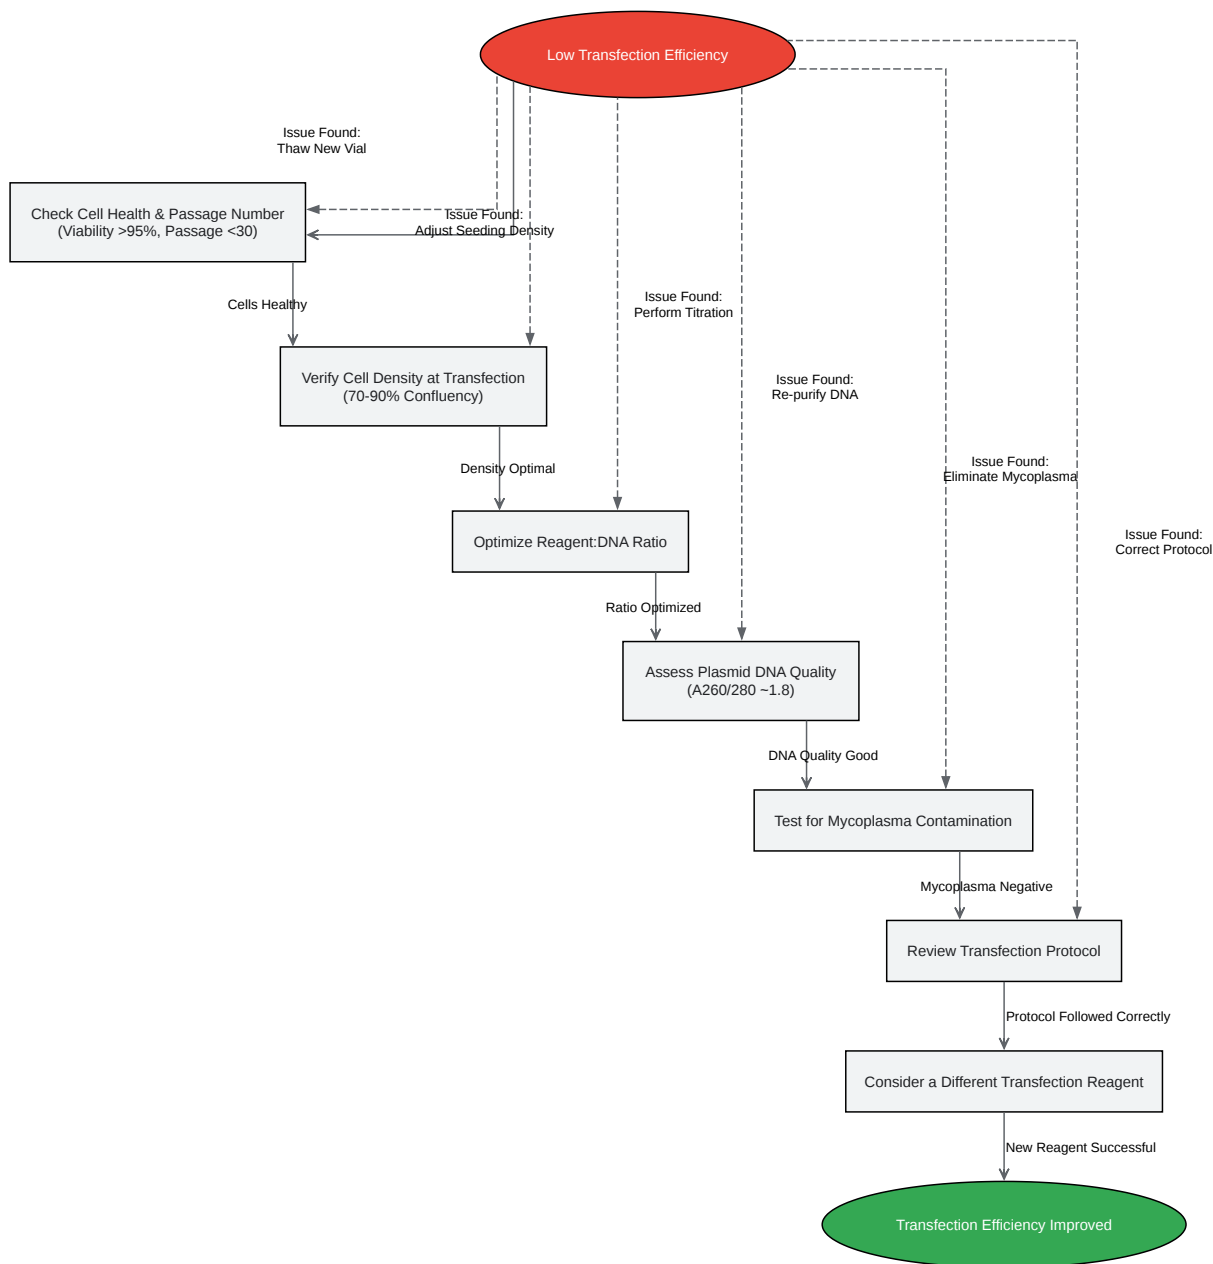 Low Transfection Efficiency
Issue Found:
Thaw New Vial
Check Cell Health & Passage Number
(Viability >95%, Passage <30)
Issue Found:
Adjust Seeding Density
Cells Healthy
Issue Found:
Perform Titration
Verify Cell Density at Transfection
(70-90% Confluency)
Issue Found:
Re-purify DNA
Density Optimal
Issue Found:
Eliminate Mycoplasma
Optimize Reagent:DNA Ratio
Issue Found:
Correct Protocol
Ratio Optimized
Assess Plasmid DNA Quality
(A260/280 ~1.8)
DNA Quality Good
Test for Mycoplasma Contamination
Mycoplasma Negative
Review Transfection Protocol
Protocol Followed Correctly
Consider a Different Transfection Reagent
New Reagent Successful
Transfection Efficiency Improved